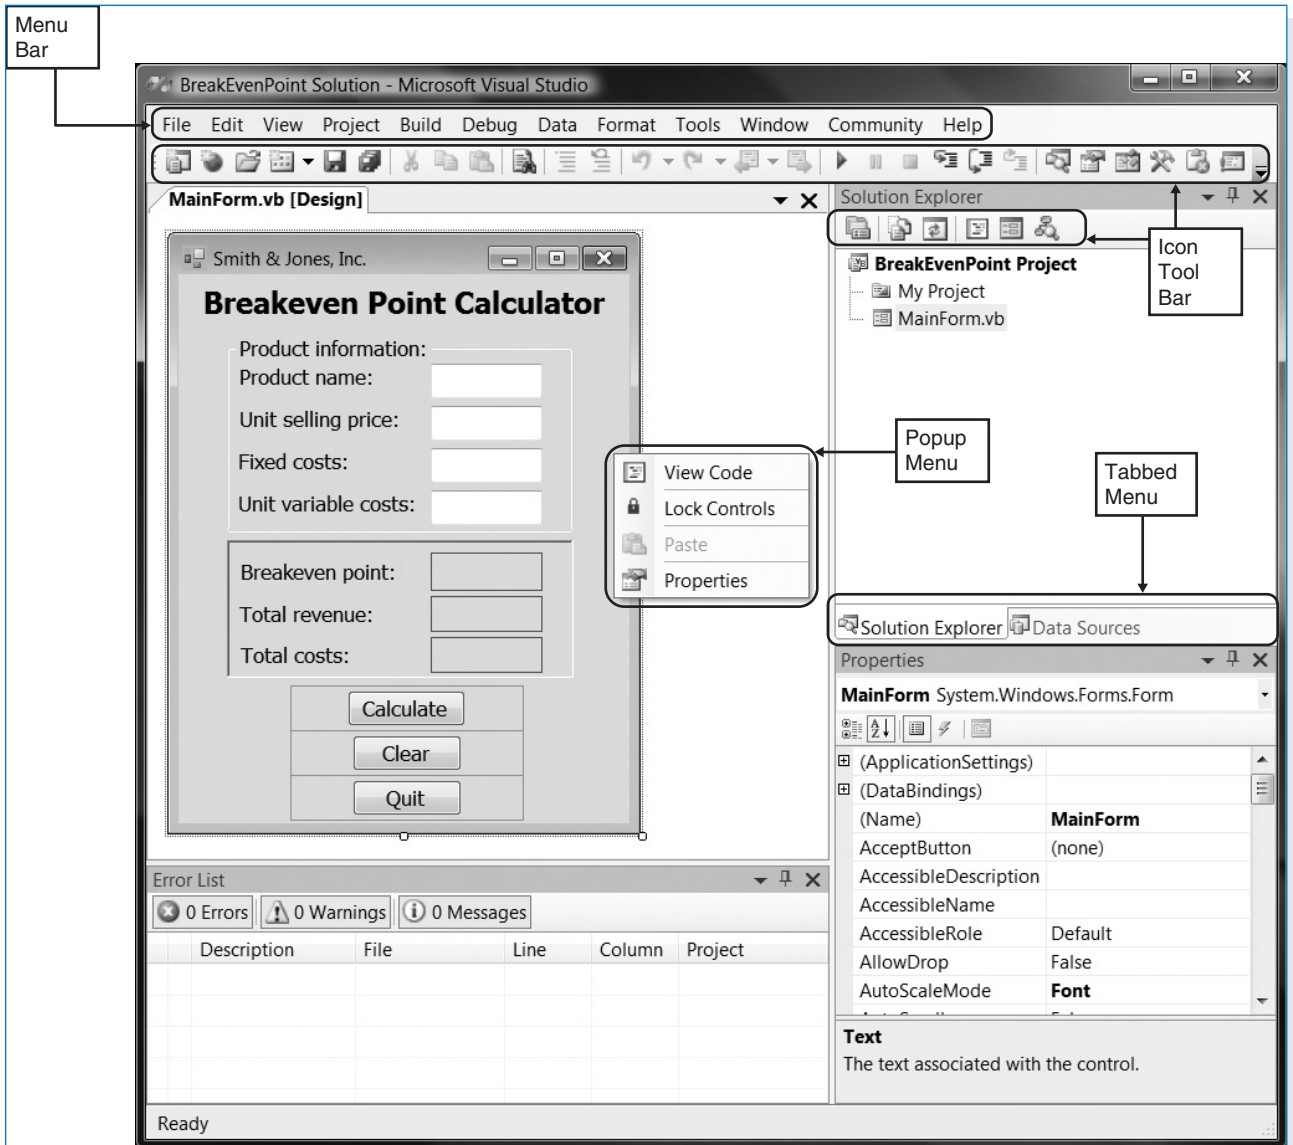 Menu
Bar
BreakEvenPoint Solution - Microsoft Visual Studio
File Edit View Project Build Debug Data Format Tools Window Community Help
MainForm.vb [Design]
Solution Explorer
Smith & Jones, Inc.
Breakeven Point Calculator
Product information:
Product name:
Unit selling price:
Fixed costs:
Unit variable costs:
Breakeven point:
Total revenue:
Total costs:
Calculate
Clear
Quit
View Code
Lock Controls
Paste
Properties
BreakEvenPoint Project
My Project
MainForm.vb
Icon
Tool
Bar
Popup
Menu
Tabbed
Menu
Solution Explorer Data Sources
Properties
MainForm System.Windows.Forms.Form
(ApplicationSettings)
(DataBindings)
(Name) MainForm
AcceptButton (none)
AccessibleDescription
AccessibleName
AccessibleRole Default
AllowDrop False
AutoScaleMode Font
Text
The text associated with the control.
Error List
0 Errors 0 Warnings 0 Messages
Description File Line Column Project
Ready